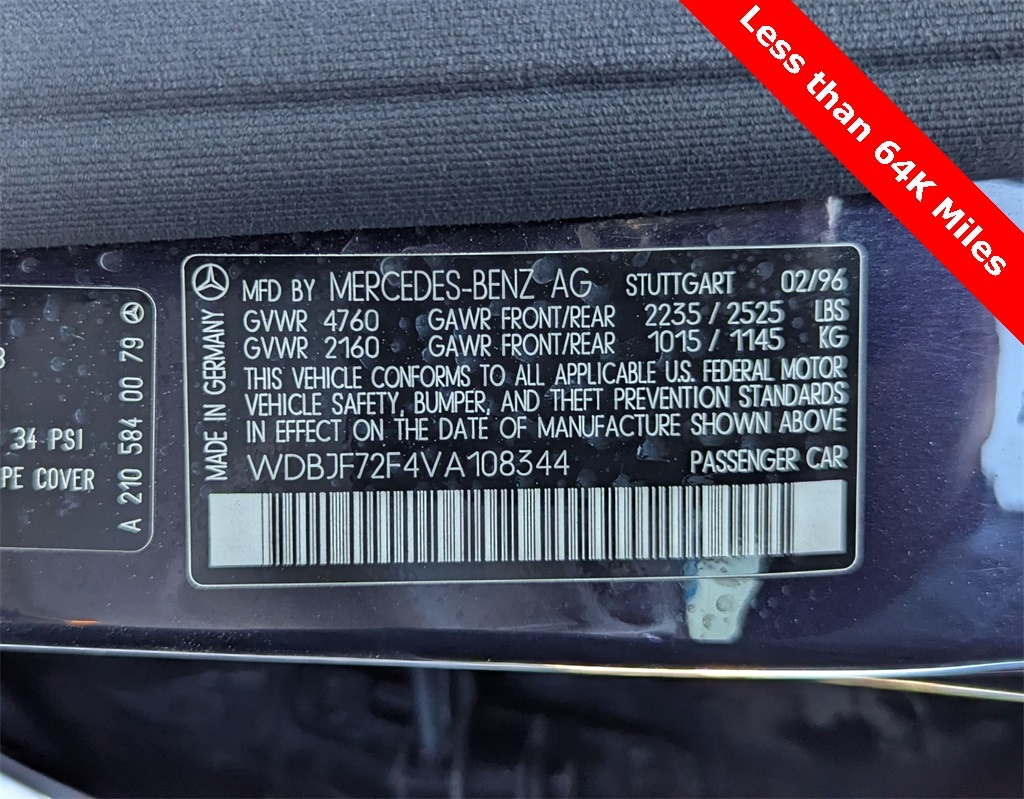 Less than 64K Miles
MFD BY MERCEDES-BENZ AG STUTTGART 02/96
GVWR 4760 GAWR FRONT/REAR 2235 / 2525 LBS
GVWR 2160 GAWR FRONT/REAR 1015 / 1145 KG
THIS VEHICLE CONFORMS TO ALL APPLICABLE U.S. FEDERAL MOTOR
VEHICLE SAFETY, BUMPER, AND THEFT PREVENTION STANDARDS
IN EFFECT ON THE DATE OF MANUFACTURE SHOWN ABOVE
WDBJF72F4VA108344 PASSENGER CAR
MADE IN GERMANY
34 PSI
COVER
A 210 584 00 79